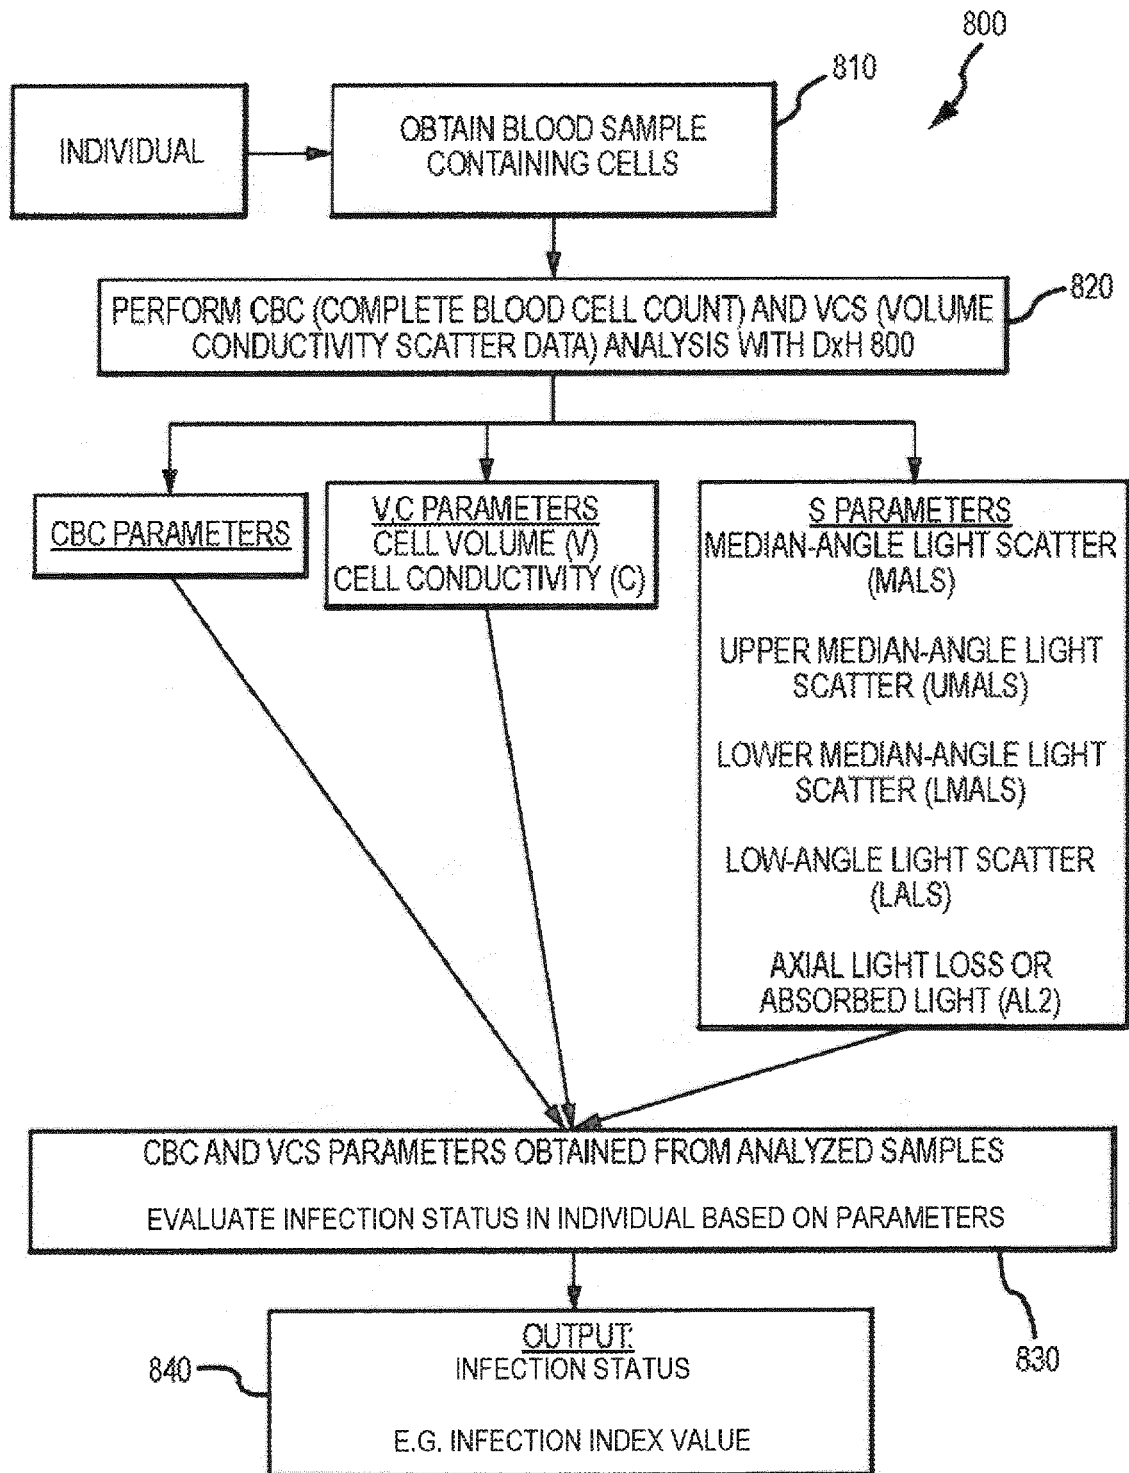 800
810
INDIVIDUAL
OBTAIN BLOOD SAMPLE
CONTAINING CELLS
820
PERFORM CBC (COMPLETE BLOOD CELL COUNT) AND VCS (VOLUME
CONDUCTIVITY SCATTER DATA) ANALYSIS WITH DxH 800
CBC PARAMETERS
V,C PARAMETERS
CELL VOLUME (V)
CELL CONDUCTIVITY (C)
S PARAMETERS
MEDIAN-ANGLE LIGHT SCATTER
(MALS)
UPPER MEDIAN-ANGLE LIGHT
SCATTER (UMALS)
LOWER MEDIAN-ANGLE LIGHT
SCATTER (LMALS)
LOW-ANGLE LIGHT SCATTER
(LALS)
AXIAL LIGHT LOSS OR
ABSORBED LIGHT (AL2)
CBC AND VCS PARAMETERS OBTAINED FROM ANALYZED SAMPLES
EVALUATE INFECTION STATUS IN INDIVIDUAL BASED ON PARAMETERS
830
840
OUTPUT:
INFECTION STATUS
E.G. INFECTION INDEX VALUE